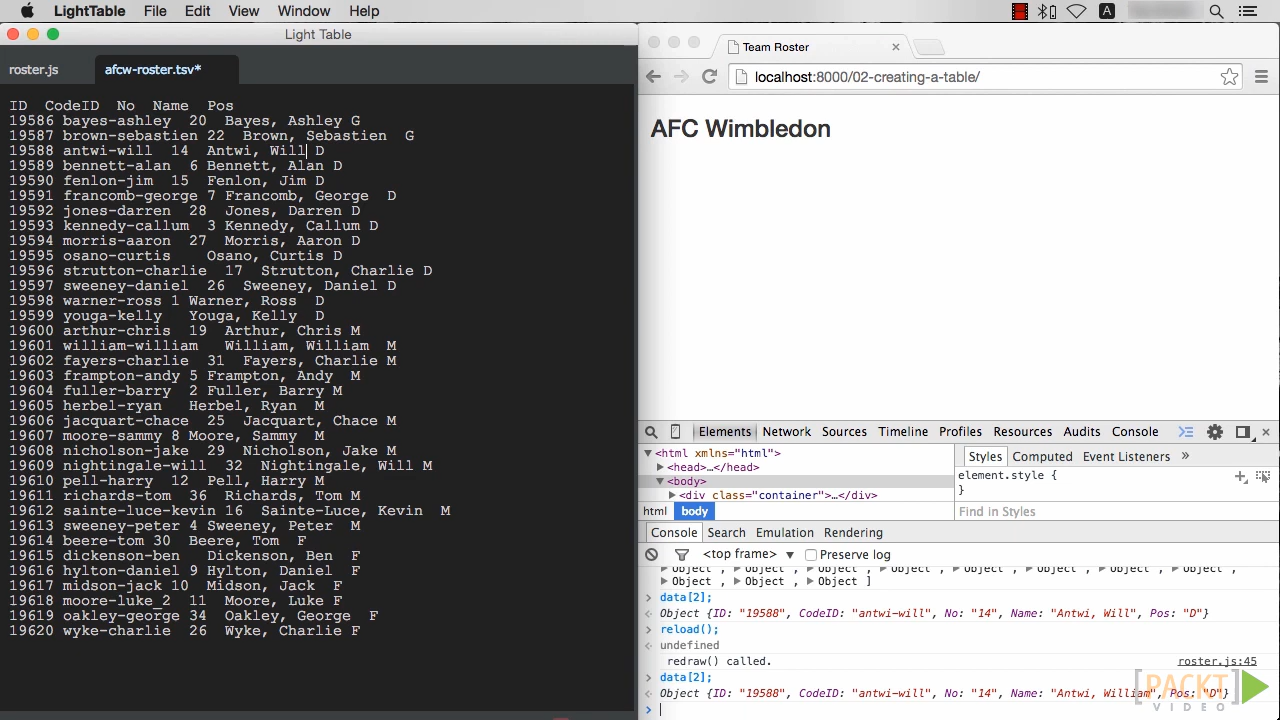 LightTable File Edit View Window Help
Light Table
roster.js afcw-roster.tsv*
ID CodeID No Name Pos
19586 bayes-ashley 20 Bayes, Ashley G
19587 brown-sebastien 22 Brown, Sebastien G
19588 antwi-will 14 Antwi, Will D
19589 bennett-alan 6 Bennett, Alan D
19590 fenlon-jim 15 Fenlon, Jim D
19591 francomb-george 7 Francomb, George D
19592 jones-darren 28 Jones, Darren D
19593 kennedy-callum 3 Kennedy, Callum D
19594 morris-aaron 27 Morris, Aaron D
19595 osano-curtis Osano, Curtis D
19596 strutton-charlie 17 Strutton, Charlie D
19597 sweeney-daniel 26 Sweeney, Daniel D
19598 warner-ross 1 Warner, Ross D
19599 youga-kelly Youga, Kelly D
19600 arthur-chris 19 Arthur, Chris M
19601 william-william William, William M
19602 fayers-charlie 31 Fayers, Charlie M
19603 frampton-andy 5 Frampton, Andy M
19604 fuller-barry 2 Fuller, Barry M
19605 herbel-ryan Herbel, Ryan M
19606 jacquart-chace 25 Jacquart, Chace M
19607 moore-sammy 8 Moore, Sammy M
19608 nicholson-jake 29 Nicholson, Jake M
19609 nightingale-will 32 Nightingale, Will M
19610 pell-harry 12 Pell, Harry M
19611 richards-tom 36 Richards, Tom M
19612 sainte-luce-kevin 16 Sainte-Luce, Kevin M
19613 sweeney-peter 4 Sweeney, Peter M
19614 beere-tom 30 Beere, Tom F
19615 dickenson-ben Dickenson, Ben F
19616 hylton-daniel 9 Hylton, Daniel F
19617 midson-jack 10 Midson, Jack F
19618 moore-luke_2 11 Moore, Luke F
19619 oakley-george 34 Oakley, George F
19620 wyke-charlie 26 Wyke, Charlie F
Team Roster
localhost:8000/02-creating-a-table/
AFC Wimbledon
Elements Network Sources Timeline Profiles Resources Audits Console
<html xmlns="html">
<head>…</head>
<body>
<div class="container">…</div>
html body
Styles Computed Event Listeners »
element.style {
}
Find in Styles
Console Search Emulation Rendering
<top frame> Preserve log
Object , Object , Object , Object , Object , Object , Object , Object ,
Object , Object , Object ]
data[2];
Object {ID: "19588", CodeID: "antwi-will", No: "14", Name: "Antwi, Will", Pos: "D"}
reload();
undefined
redraw() called. roster.js:45
data[2];
Object {ID: "19588", CodeID: "antwi-will", No: "14", Name: "Antwi, William", Pos: "D"}
[PACKT]
VIDEO